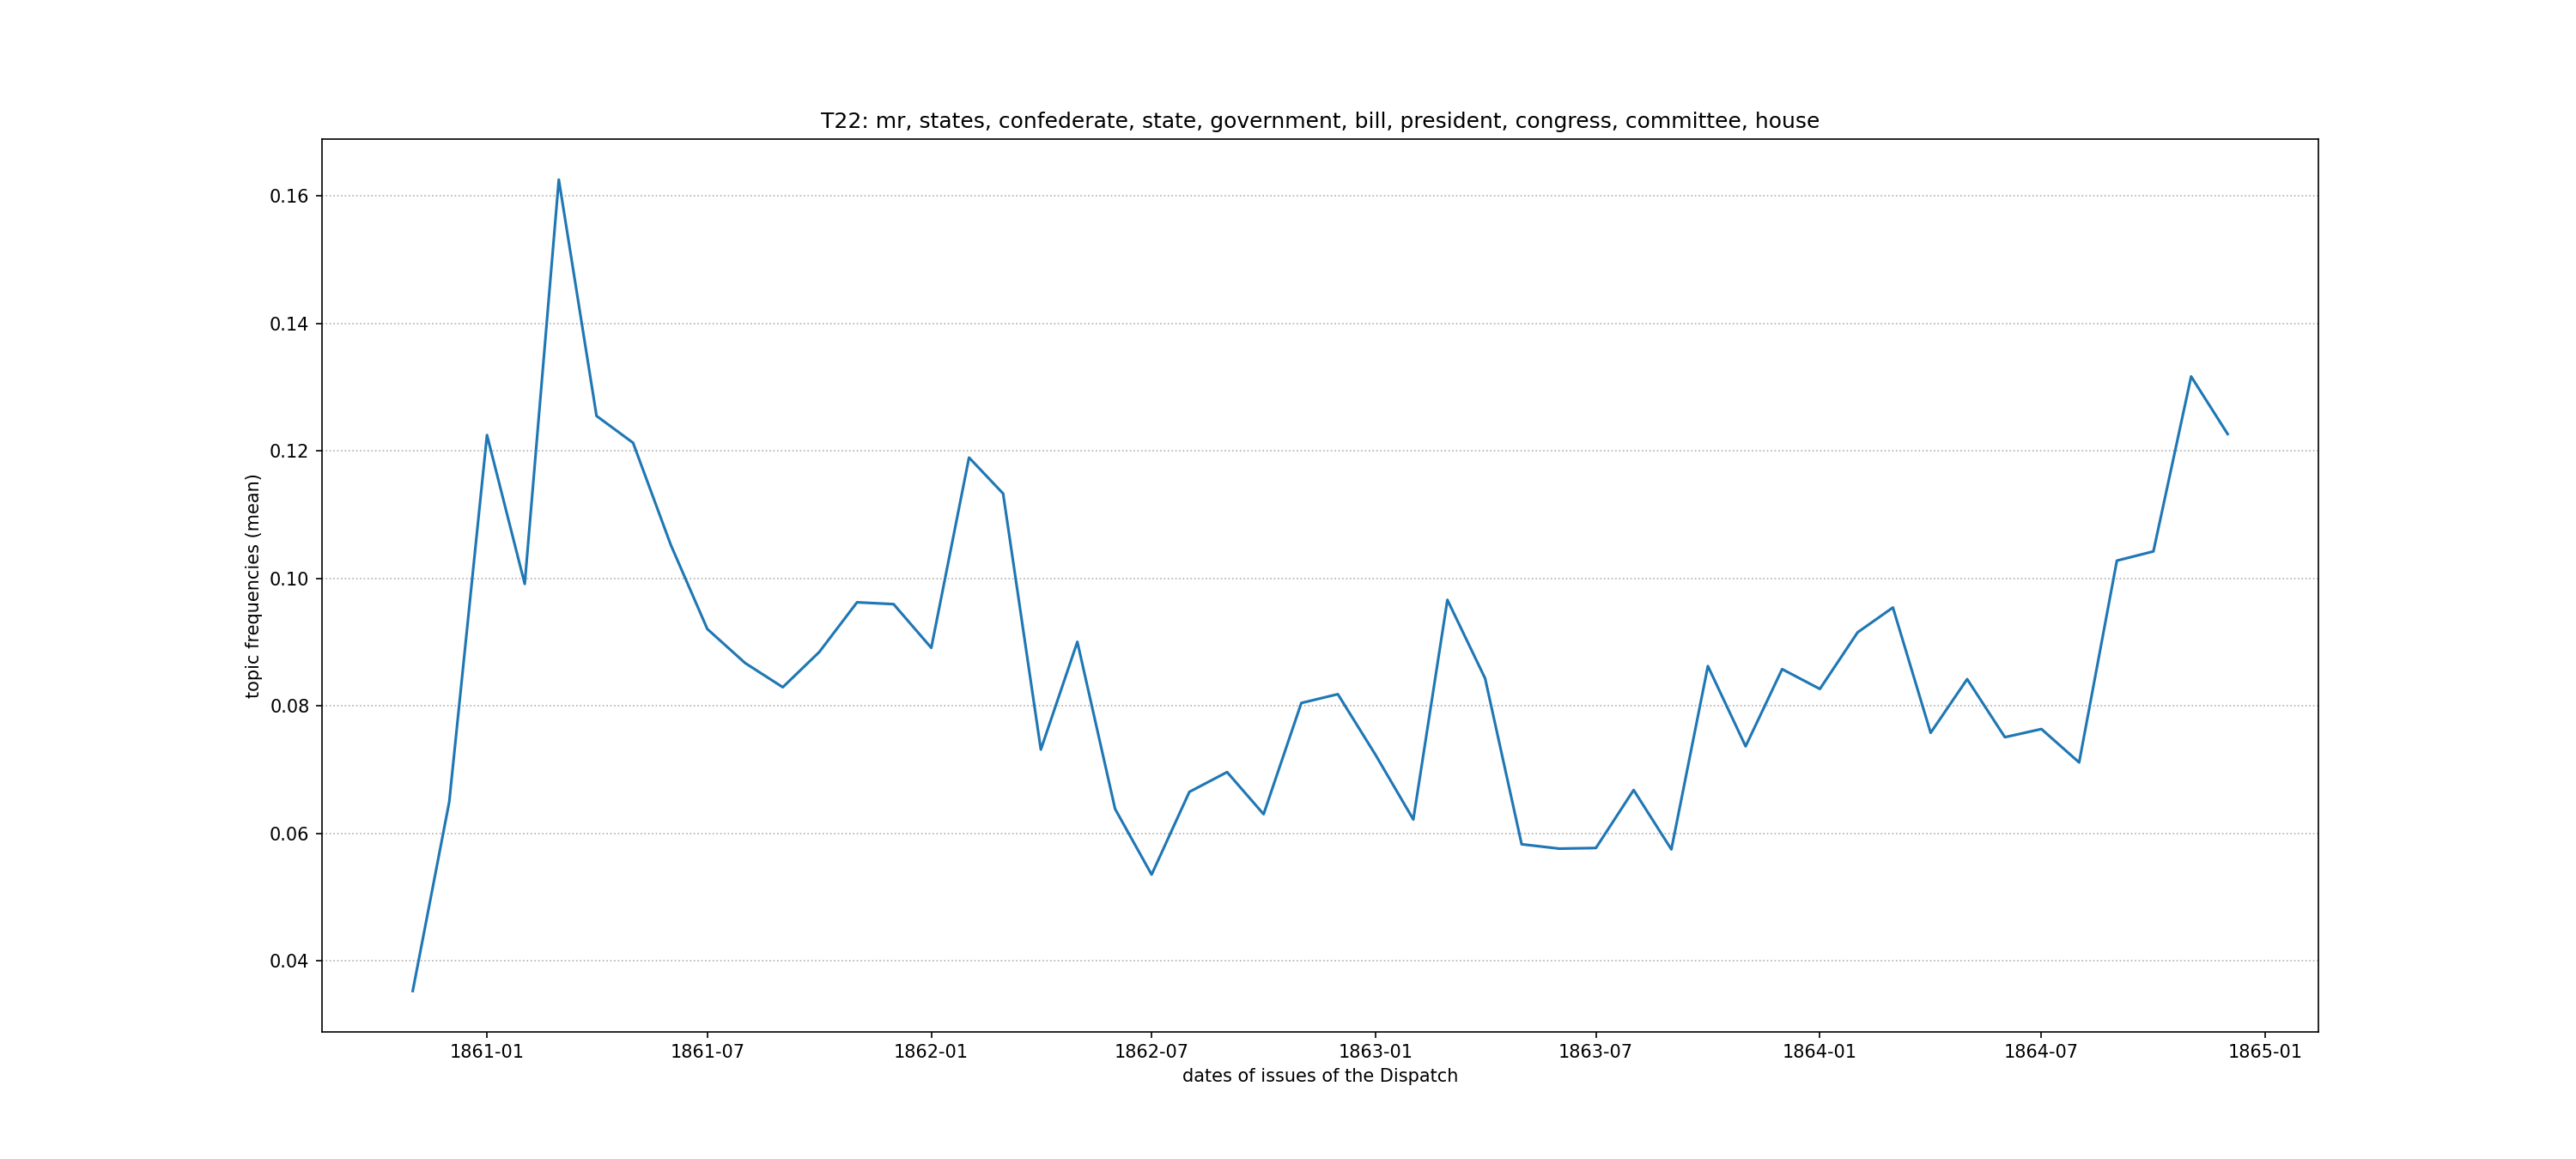 T22: mr, states, confederate, state, government, bill, president, congress, committee, house
0.16
0.14
0.12
0.10
0.08
0.06
0.04
topic frequencies (mean)
1861-01 1861-07 1862-01 1862-07 1863-01 1863-07 1864-01 1864-07 1865-01
dates of issues of the Dispatch